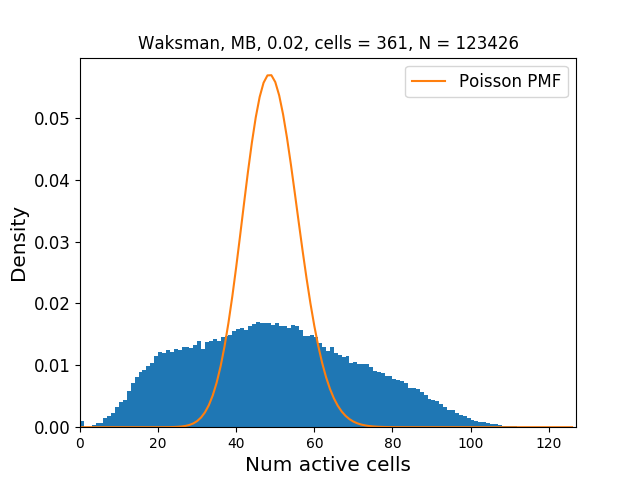 Waksman, MB, 0.02, cells = 361, N = 123426
Poisson PMF
Density
0.05
0.04
0.03
0.02
0.01
0.00
0 20 40 60 80 100 120
Num active cells